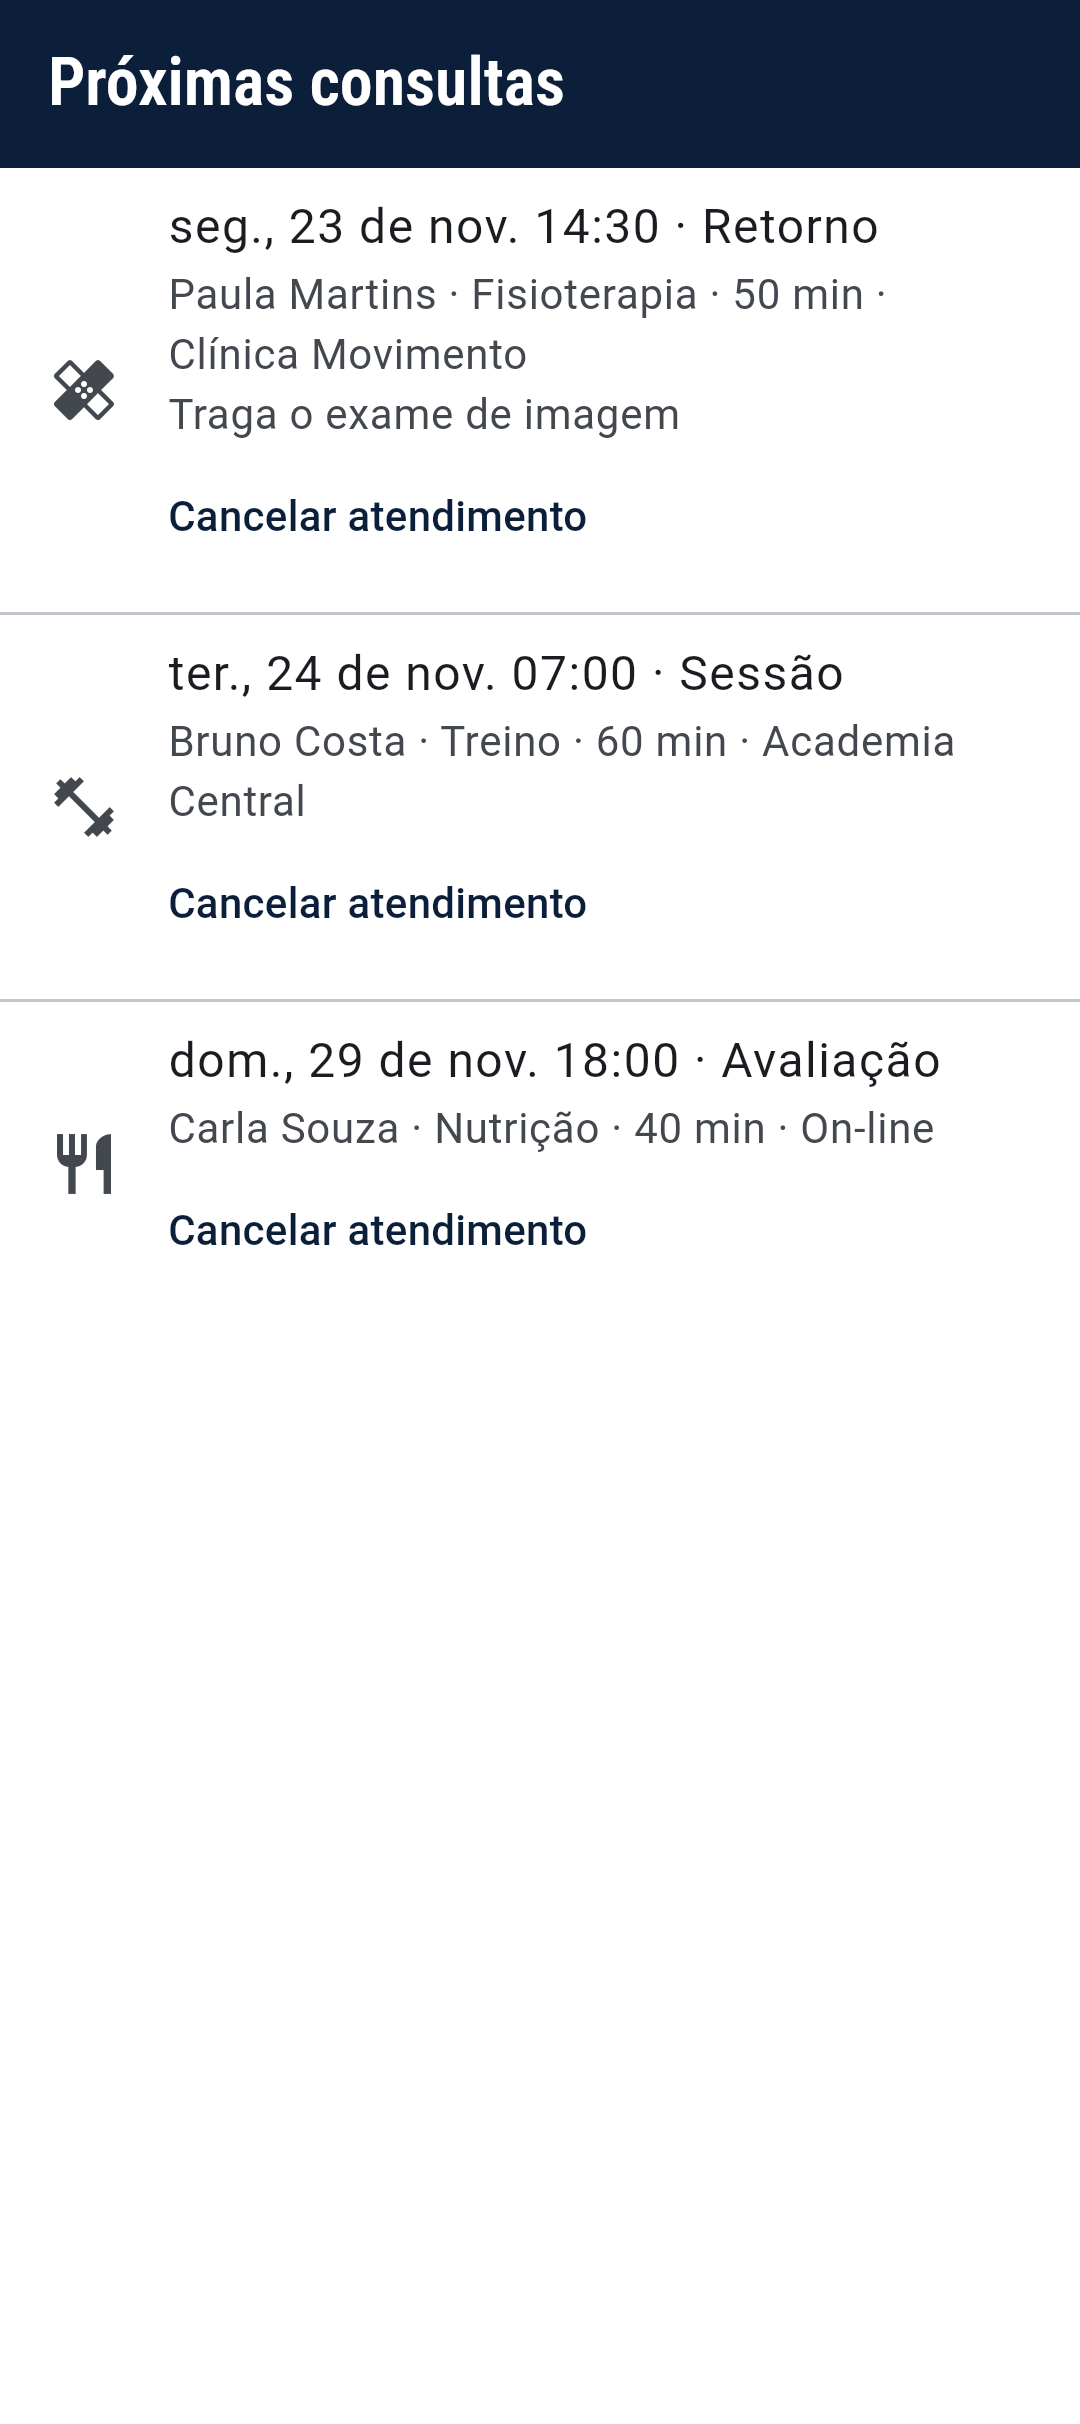 Próximas consultas
seg., 23 de nov. 14:30 · Retorno
Paula Martins · Fisioterapia · 50 min ·
Clínica Movimento
Traga o exame de imagem
Cancelar atendimento
ter., 24 de nov. 07:00 · Sessão
Bruno Costa · Treino · 60 min · Academia
Central
Cancelar atendimento
dom., 29 de nov. 18:00 · Avaliação
Carla Souza · Nutrição · 40 min · On-line
Cancelar atendimento